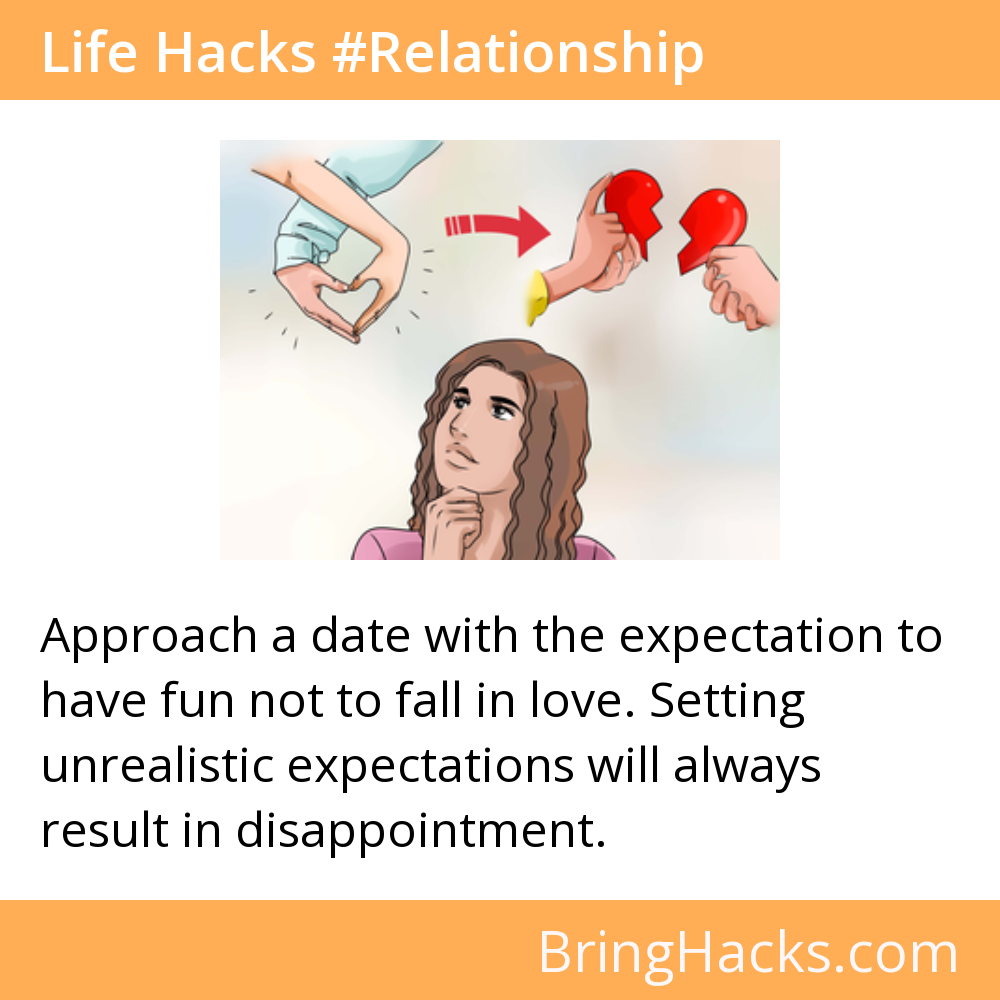 Life Hacks #Relationship
Approach a date with the expectation to
have fun not to fall in love. Setting
unrealistic expectations will always
result in disappointment.
BringHacks.com